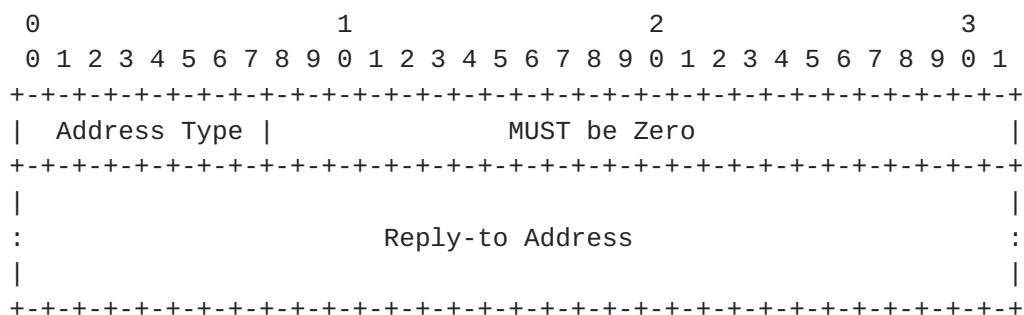 0                   1                   2                   3
 0 1 2 3 4 5 6 7 8 9 0 1 2 3 4 5 6 7 8 9 0 1 2 3 4 5 6 7 8 9 0 1
+-+-+-+-+-+-+-+-+-+-+-+-+-+-+-+-+-+-+-+-+-+-+-+-+-+-+-+-+-+-+-+-+
|  Address Type |               MUST be Zero                    |
+-+-+-+-+-+-+-+-+-+-+-+-+-+-+-+-+-+-+-+-+-+-+-+-+-+-+-+-+-+-+-+-+
|                                                               |
:                       Reply-to Address                        :
|                                                               |
+-+-+-+-+-+-+-+-+-+-+-+-+-+-+-+-+-+-+-+-+-+-+-+-+-+-+-+-+-+-+-+-+